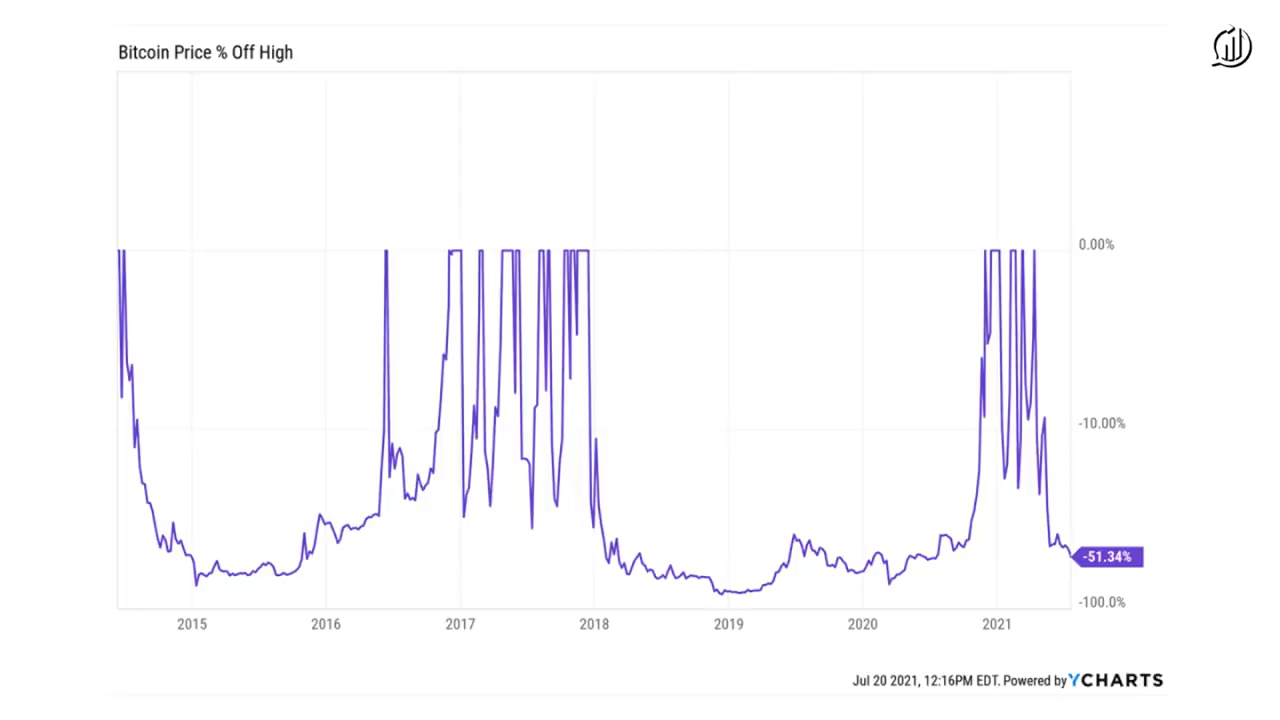 Bitcoin Price % Off High
0.00%
-10.00%
-51.34%
-100.0%
2015 2016 2017 2018 2019 2020 2021
Jul 20 2021, 12:16PM EDT. Powered by YCHARTS